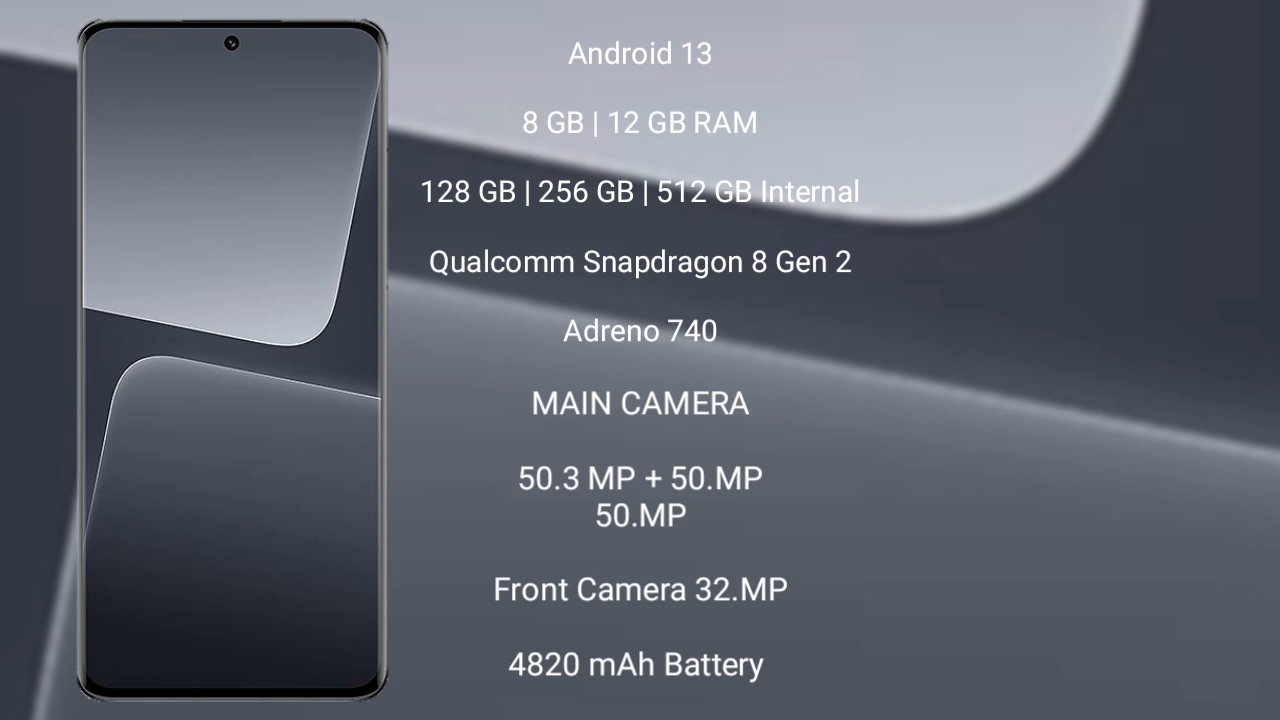 Android 13
8 GB | 12 GB RAM
128 GB | 256 GB | 512 GB Internal
Qualcomm Snapdragon 8 Gen 2
Adreno 740
MAIN CAMERA
50.3 MP + 50.MP
50.MP
Front Camera 32.MP
4820 mAh Battery